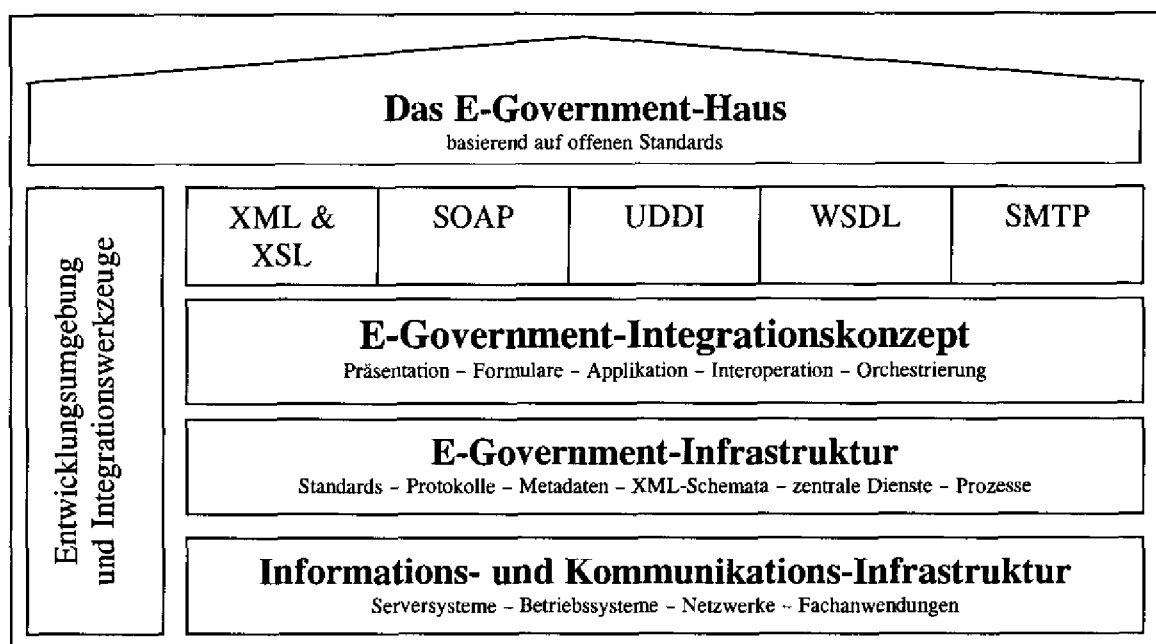 Das E-Government-Haus
basierend auf offenen Standards
Entwicklungsumgebung
und Integrationswerkzeuge
XML &
XSL
SOAP
UDDI
WSDL
SMTP
E-Government-Integrationskonzept
Präsentation – Formulare – Applikation – Interoperation – Orchestrierung
E-Government-Infrastruktur
Standards – Protokolle – Metadaten – XML-Schemata – zentrale Dienste – Prozesse
Informations- und Kommunikations-Infrastruktur
Serversysteme – Betriebssysteme – Netzwerke – Fachanwendungen